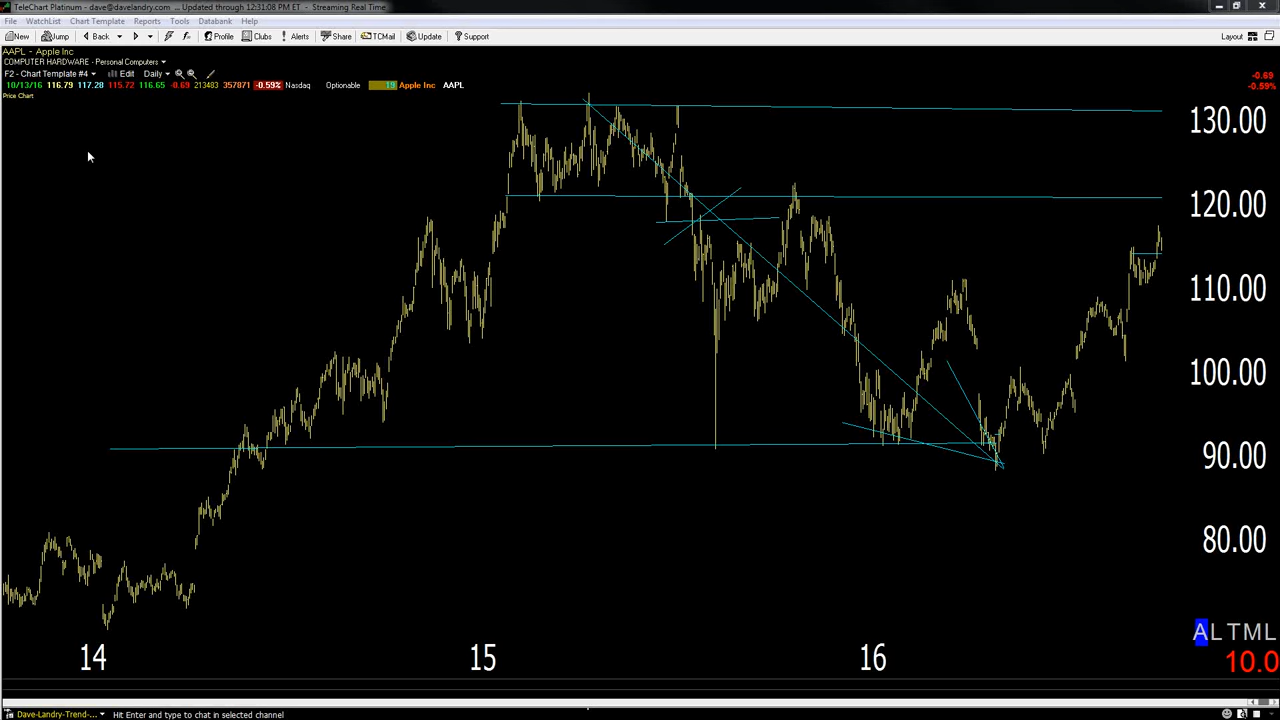 TeleChart Platinum - dave@davelandry.com ... Updated through 12:31:08 PM ET - Streaming Real Time
File WatchList Chart Template Reports Tools Databank Help
New Jump Back Profile Clubs Alerts Share TCMail Update Support Layout
AAPL - Apple Inc
COMPUTER HARDWARE - Personal Computers
F2 - Chart Template #4 Edit Daily
-0.69
10/13/16 116.79 117.28 115.72 116.65 -0.69 213483 357871 -0.59% Nasdaq Optionable 19 Apple Inc AAPL
-0.59%
Price Chart
130.00
120.00
110.00
100.00
90.00
80.00
ALTML
14 15 16
10.0
Dave-Landry-Trend-... Hit Enter and type to chat in selected channel